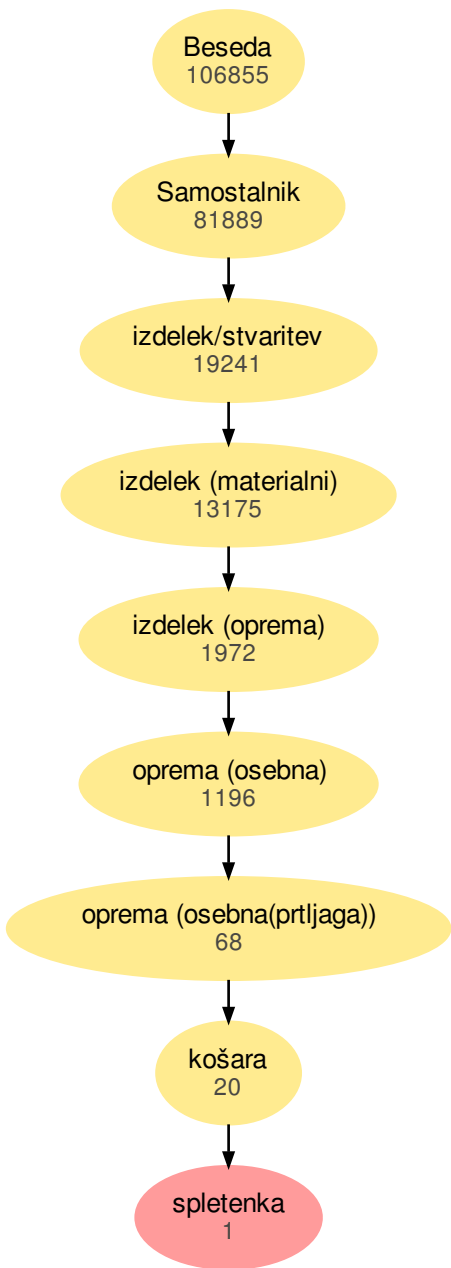 Beseda
106855
Samostalnik
81889
izdelek/stvaritev
19241
izdelek (materialni)
13175
izdelek (oprema)
1972
oprema (osebna)
1196
oprema (osebna(prtljaga))
68
košara
20
spletenka
1